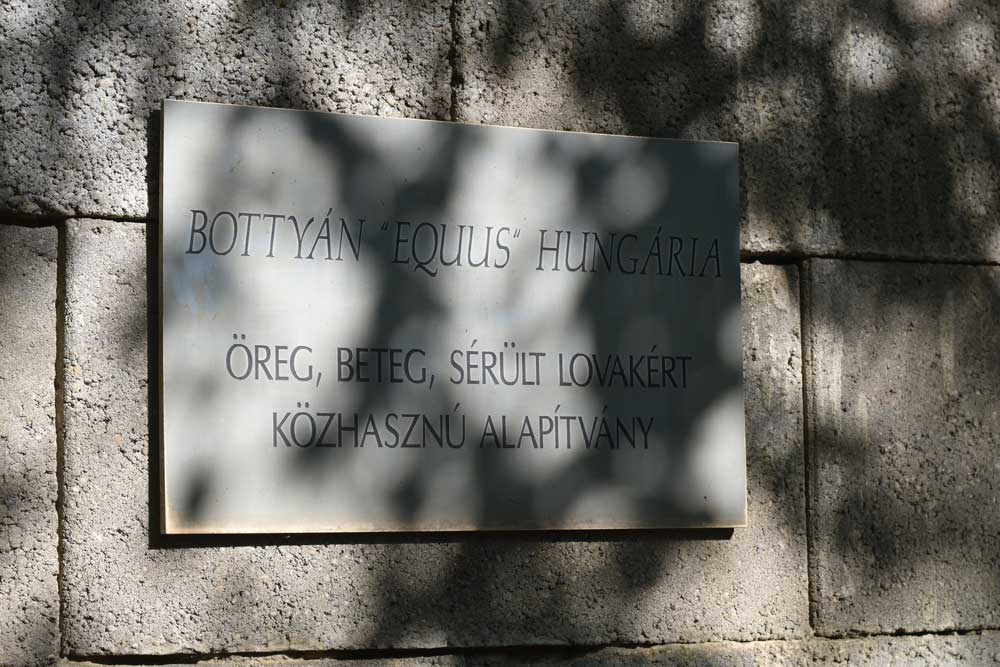 BOTTYÁN "EQUUS" HUNGÁRIA
ÖREG, BETEG, SÉRÜLT LOVAKÉRT
KÖZHASZNÚ ALAPÍTVÁNY